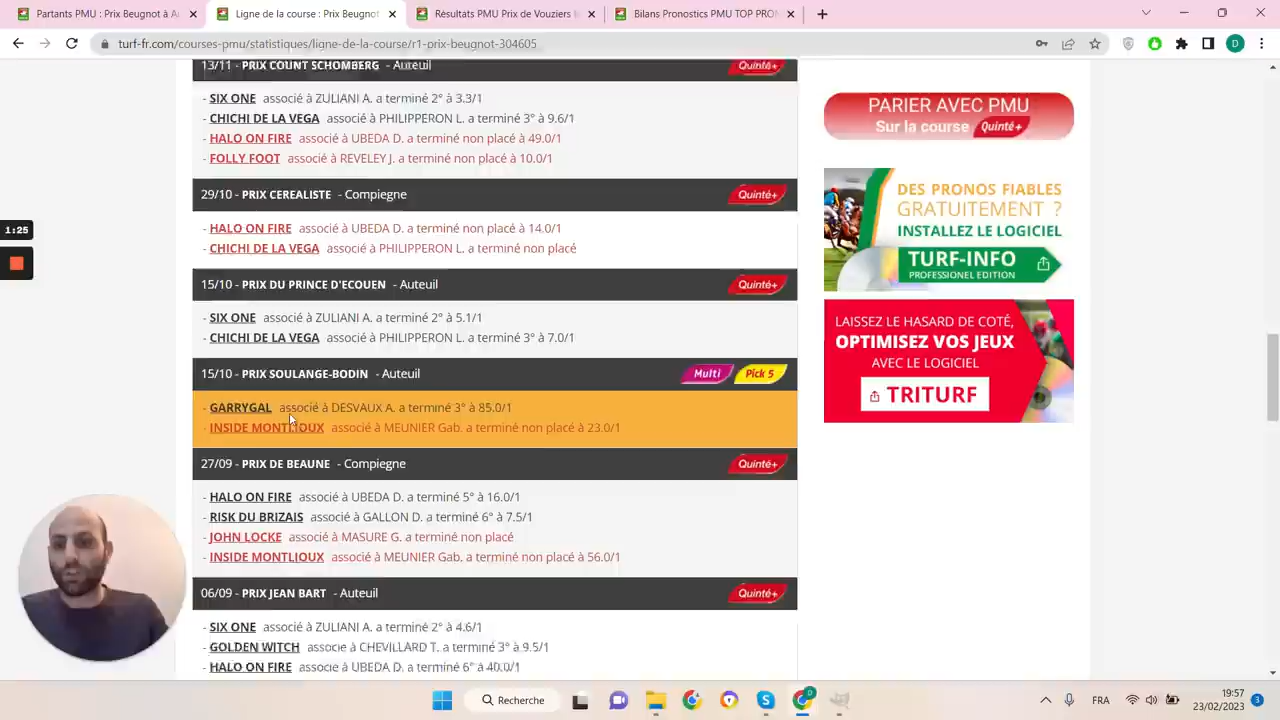 Partants PMU : Prix Beugnot à Au
Ligne de la course : Prix Beugnot
Résultats PMU Prix de Vouziers
Bilans Pronostics PMU TOP PRON
turf-fr.com/courses-pmu/statistiques/ligne-de-la-course/r1-prix-beugnot-304605
D
13/11 - PRIX COUNT SCHOMBERG - Auteuil Quinté+
- SIX ONE associé à ZULIANI A. a terminé 2° à 3.3/1
- CHICHI DE LA VEGA associé à PHILIPPERON L. a terminé 3° à 9.6/1
- HALO ON FIRE associé à UBEDA D. a terminé non placé à 49.0/1
- FOLLY FOOT associé à REVELEY J. a terminé non placé à 10.0/1
29/10 - PRIX CEREALISTE - Compiegne Quinté+
- HALO ON FIRE associé à UBEDA D. a terminé non placé à 14.0/1
- CHICHI DE LA VEGA associé à PHILIPPERON L. a terminé non placé
15/10 - PRIX DU PRINCE D'ECOUEN - Auteuil Quinté+
- SIX ONE associé à ZULIANI A. a terminé 2° à 5.1/1
- CHICHI DE LA VEGA associé à PHILIPPERON L. a terminé 3° à 7.0/1
15/10 - PRIX SOULANGE-BODIN - Auteuil Multi Pick 5
- GARRYGAL associé à DESVAUX A. a terminé 3° à 85.0/1
- INSIDE MONTLIOUX associé à MEUNIER Gab. a terminé non placé à 23.0/1
27/09 - PRIX DE BEAUNE - Compiegne Quinté+
- HALO ON FIRE associé à UBEDA D. a terminé 5° à 16.0/1
- RISK DU BRIZAIS associé à GALLON D. a terminé 6° à 7.5/1
- JOHN LOCKE associé à MASURE G. a terminé non placé
- INSIDE MONTLIOUX associé à MEUNIER Gab. a terminé non placé à 56.0/1
06/09 - PRIX JEAN BART - Auteuil Quinté+
- SIX ONE associé à ZULIANI A. a terminé 2° à 4.6/1
- GOLDEN WITCH associé à CHEVILLARD T. a terminé 3° à 9.5/1
- HALO ON FIRE associé à UBEDA D. a terminé 6° à 40.0/1
PARIER AVEC PMU
Sur la course Quinté+
DES PRONOS FIABLES
GRATUITEMENT ?
INSTALLEZ LE LOGICIEL
TURF-INFO
PROFESSIONEL EDITION
LAISSEZ LE HASARD DE COTÉ,
OPTIMISEZ VOS JEUX
AVEC LE LOGICIEL
TRITURF
1:25
Recherche
FRA
19:57
23/02/2023
3